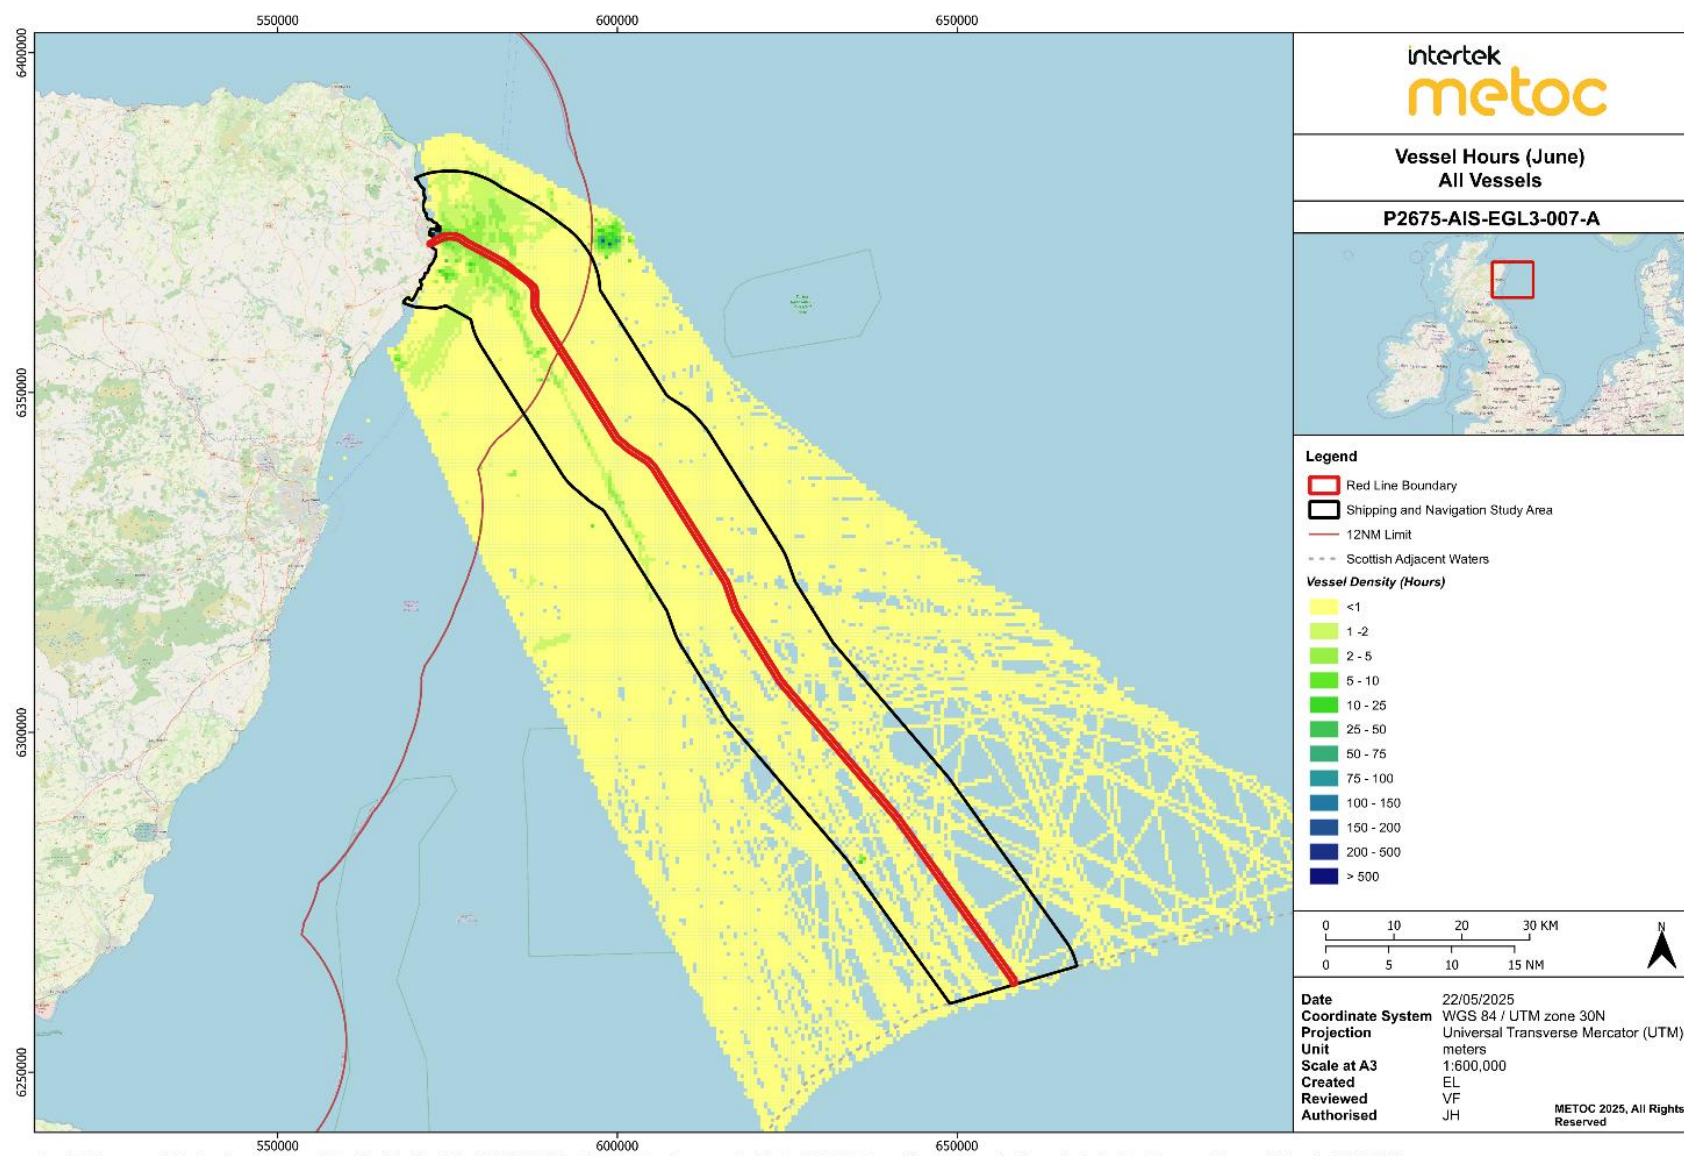 550000
600000
650000
6400000
6350000
6300000
6250000
550000
600000
650000
intertek
metoc
Vessel Hours (June)
All Vessels
P2675-AIS-EGL3-007-A
Legend
Red Line Boundary
Shipping and Navigation Study Area
12NM Limit
Scottish Adjacent Waters
Vessel Density (Hours)
<1
1 -2
2 - 5
5 - 10
10 - 25
25 - 50
50 - 75
75 - 100
100 - 150
150 - 200
200 - 500
> 500
0 10 20 30 KM
0 5 10 15 NM
N
Date 22/05/2025
Coordinate System WGS 84 / UTM zone 30N
Projection Universal Transverse Mercator (UTM)
Unit meters
Scale at A3 1:600,000
Created EL
Reviewed VF
Authorised JH
METOC 2025, All Rights
Reserved